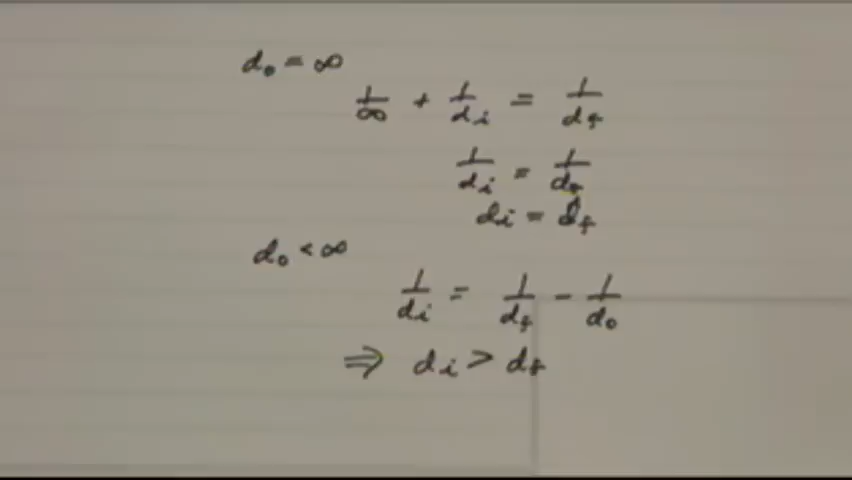 d₀ = ∞
1/∞ + 1/dᵢ = 1/d_f
1/dᵢ = 1/d_f
dᵢ = d_f
d₀ < ∞
1/dᵢ = 1/d_f - 1/d₀
⇒ dᵢ > d_f